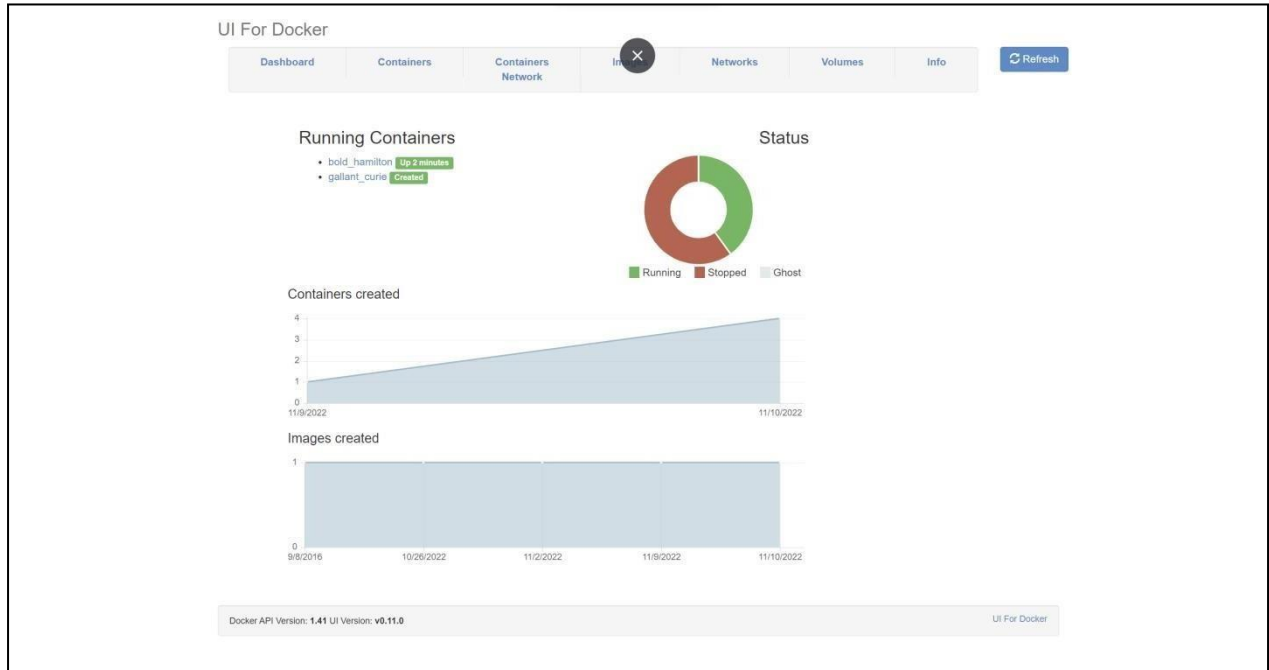 UI For Docker
Dashboard
Containers
Containers
Network
Networks
Volumes
Info
Refresh
Running Containers
bold_hamilton Up 2 minutes
gallant_curie Created
Status
Running Stopped Ghost
Containers created
4
3
2
1
0
11/9/2022 11/10/2022
Images created
1
0
9/8/2016 10/26/2022 11/2/2022 11/9/2022 11/10/2022
Docker API Version: 1.41 UI Version: v0.11.0
UI For Docker